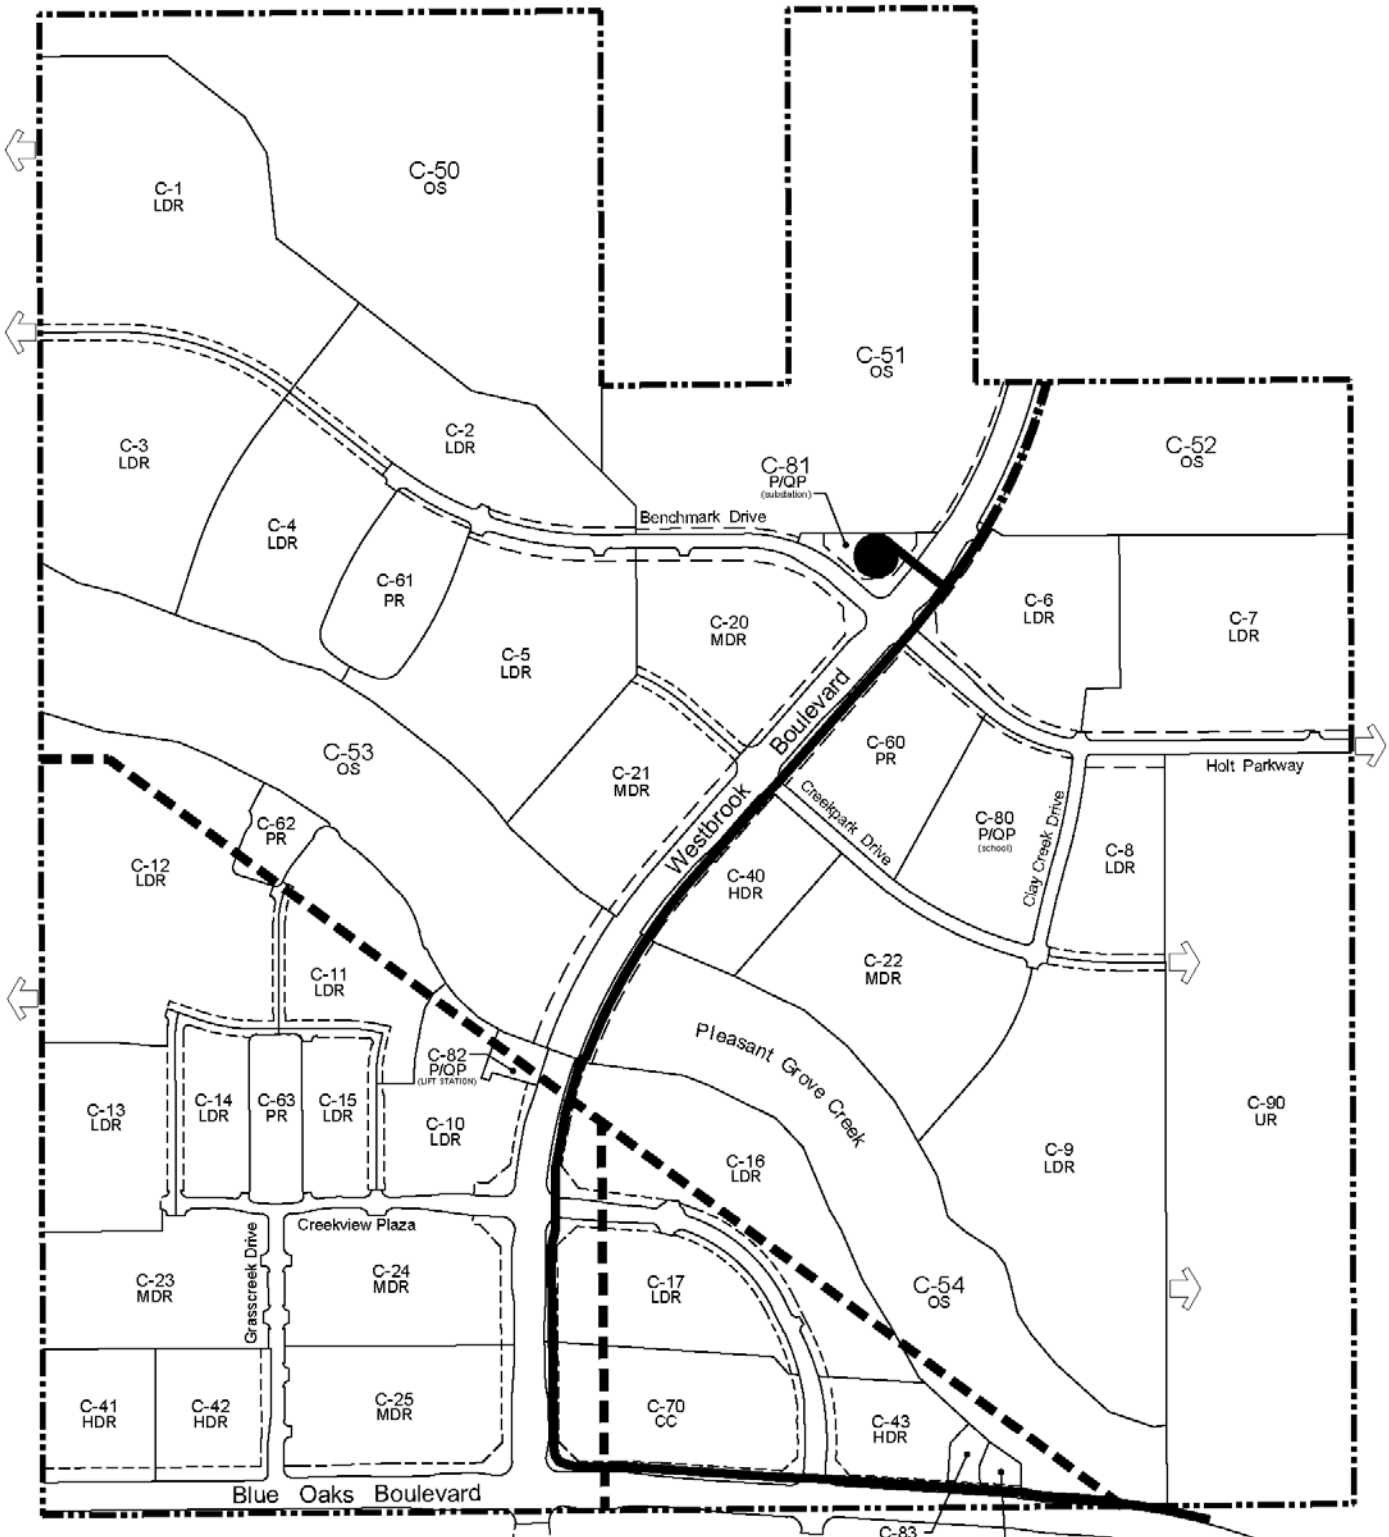 C-50
OS
C-1
LDR
C-51
OS
C-2
LDR
C-3
LDR
C-52
OS
C-81
P/QP
(substation)
Benchmark Drive
C-4
LDR
C-61
PR
C-6
LDR
C-7
LDR
C-20
MDR
C-5
LDR
Westbrook Boulevard
C-60
PR
C-53
OS
Holt Parkway
C-21
MDR
C-62
PR
Creekpark Drive
C-80
P/QP
(school)
Clay Creek Drive
C-12
LDR
C-8
LDR
C-40
HDR
C-11
LDR
C-22
MDR
Pleasant Grove Creek
C-82
P/QP
(LIFT STATION)
C-13
LDR
C-14
LDR
C-63
PR
C-15
LDR
C-10
LDR
C-90
UR
C-16
LDR
C-9
LDR
Creekview Plaza
Grasscreek Drive
C-23
MDR
C-24
MDR
C-17
LDR
C-54
OS
C-41
HDR
C-42
HDR
C-25
MDR
C-70
CC
C-43
HDR
Blue Oaks Boulevard
C-83